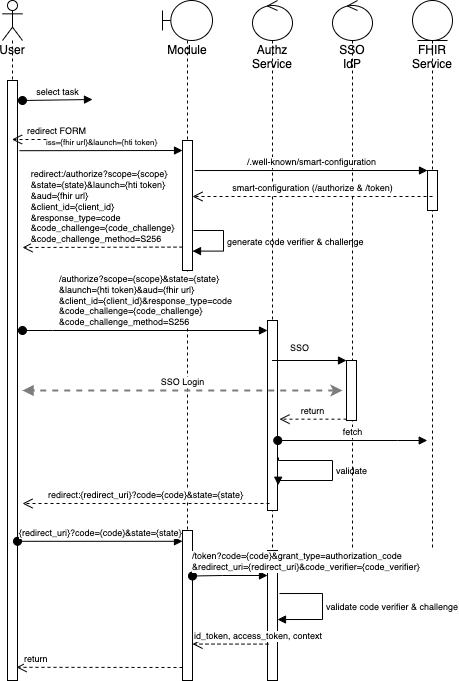 User
Module
Authz
Service
SSO
IdP
FHIR
Service
select task
redirect FORM
iss={fhir url}&launch={hti token}
/.well-known/smart-configuration
redirect:/authorize?scope={scope}
&state={state}&launch={hti token}
&aud={fhir url}
&client_id={client_id}
&response_type=code
&code_challenge={code_challenge}
&code_challenge_method=S256
smart-configuration (/authorize & /token)
generate code verifier & challenge
/authorize?scope={scope}&state={state}
&launch={hti token}&aud={fhir url}
&client_id={client_id}&response_type=code
&code_challenge={code_challenge}
&code_challenge_method=S256
SSO
SSO Login
return
fetch
validate
redirect:{redirect_uri}?code={code}&state={state}
{redirect_uri}?code={code}&state={state}
/token?code={code}&grant_type=authorization_code
&redirect_uri={redirect_uri}&code_verifier={code_verifier}
validate code verifier & challenge
id_token, access_token, context
return